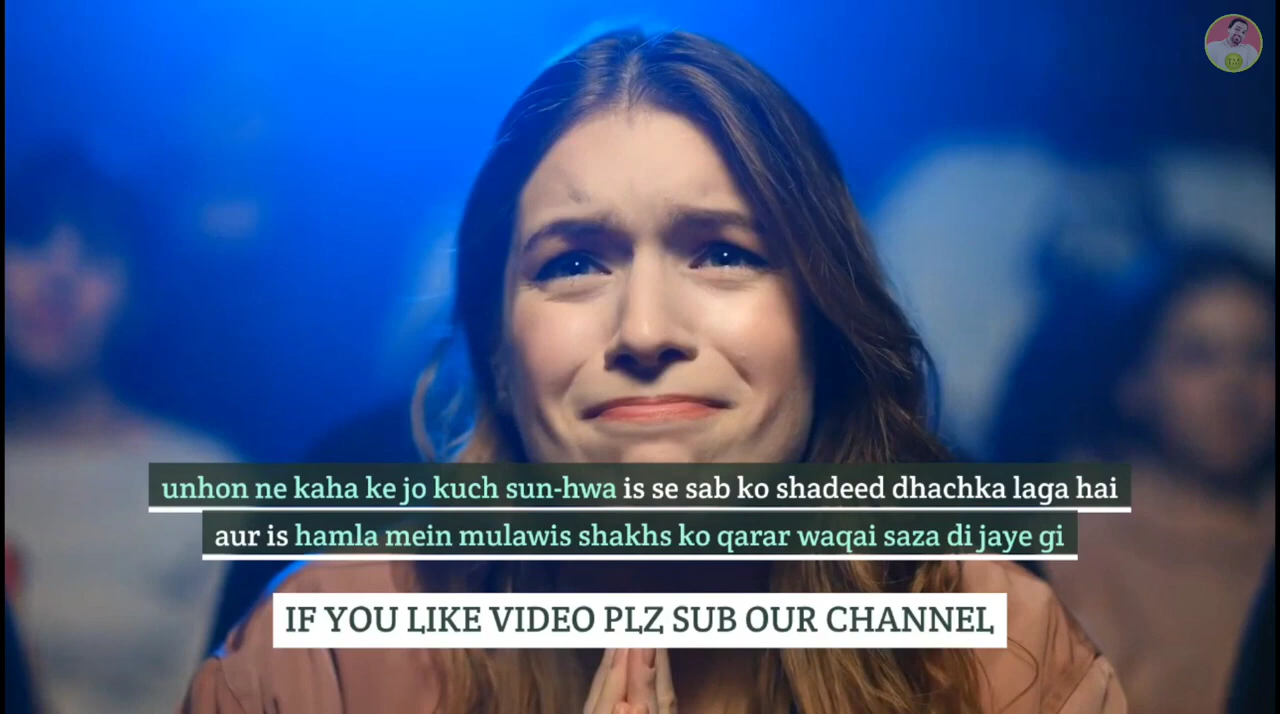 TM
unhon ne kaha ke jo kuch sun-hwa is se sab ko shadeed dhachka laga hai
aur is hamla mein mulawis shakhs ko qarar waqai saza di jaye gi
IF YOU LIKE VIDEO PLZ SUB OUR CHANNEL